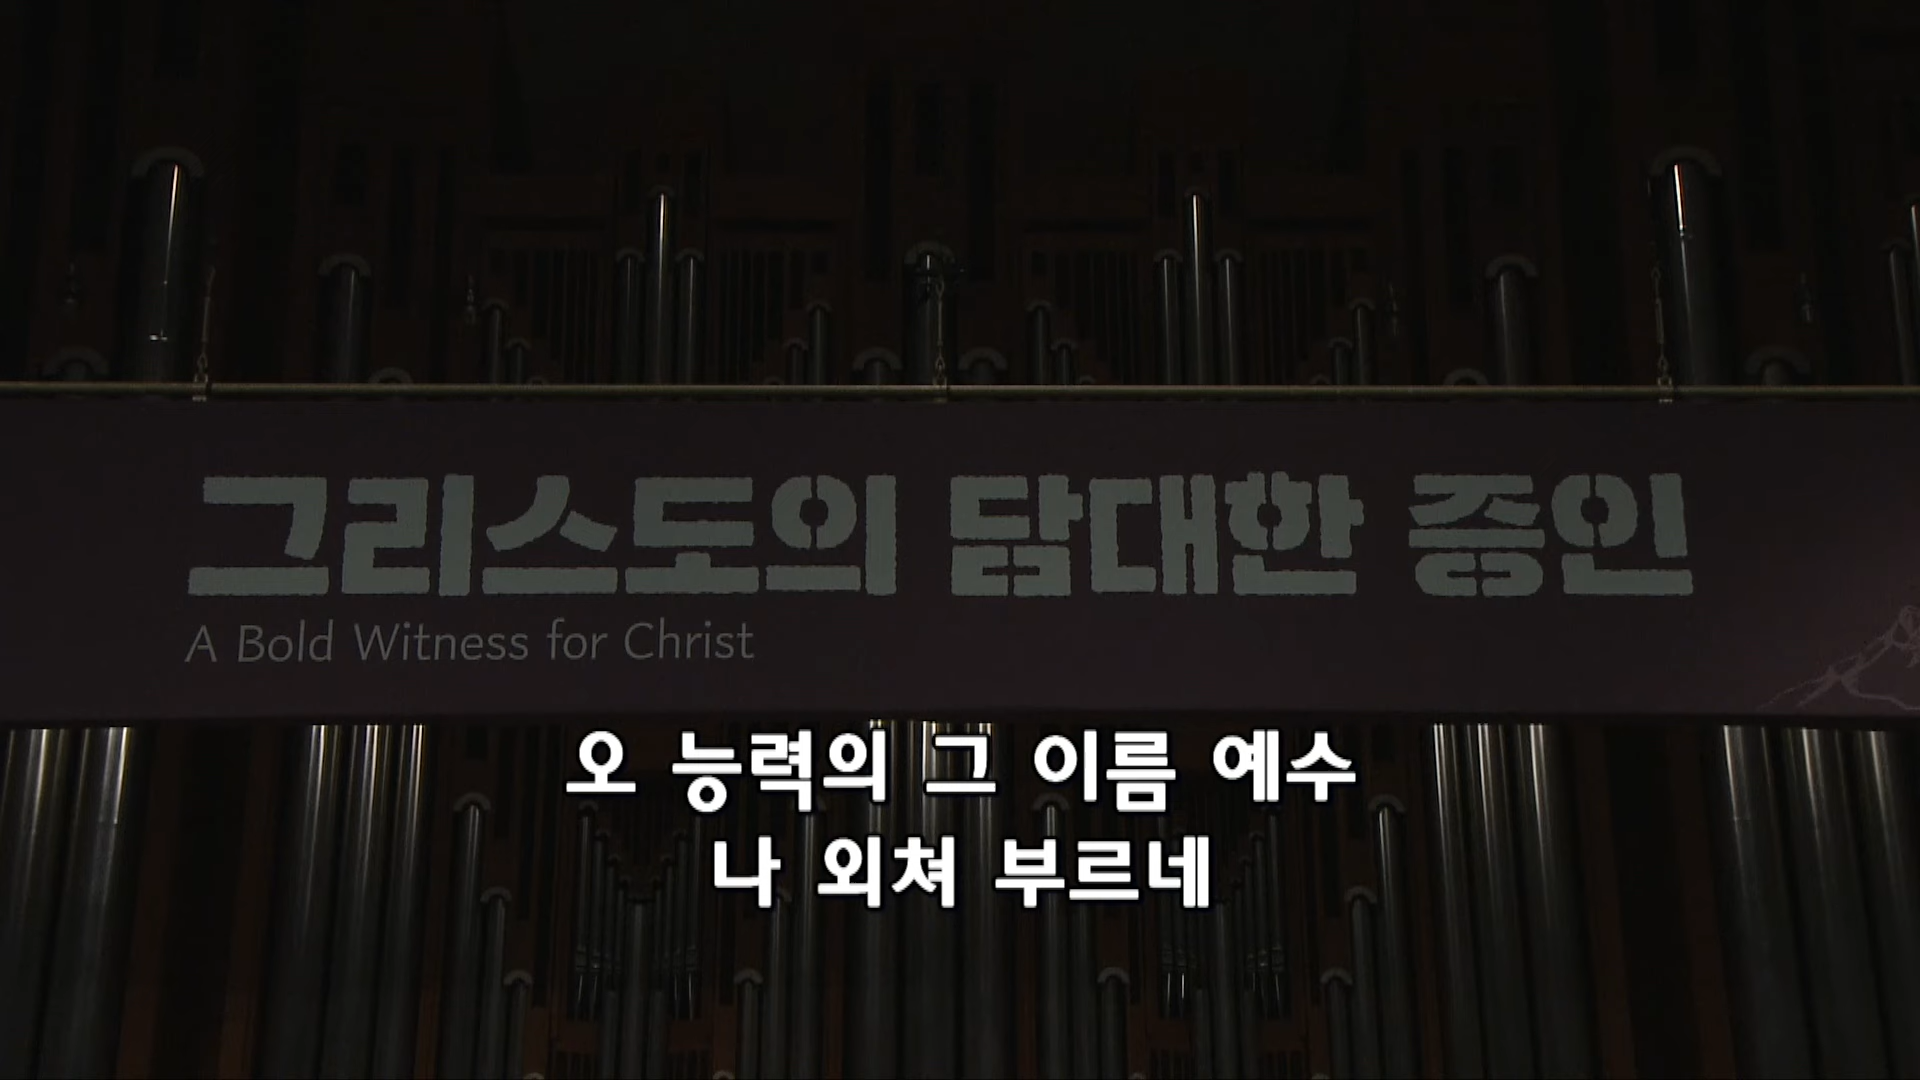 그리스도의 담대한 증인
A Bold Witness for Christ
오 능력의 그 이름 예수
나 외쳐 부르네